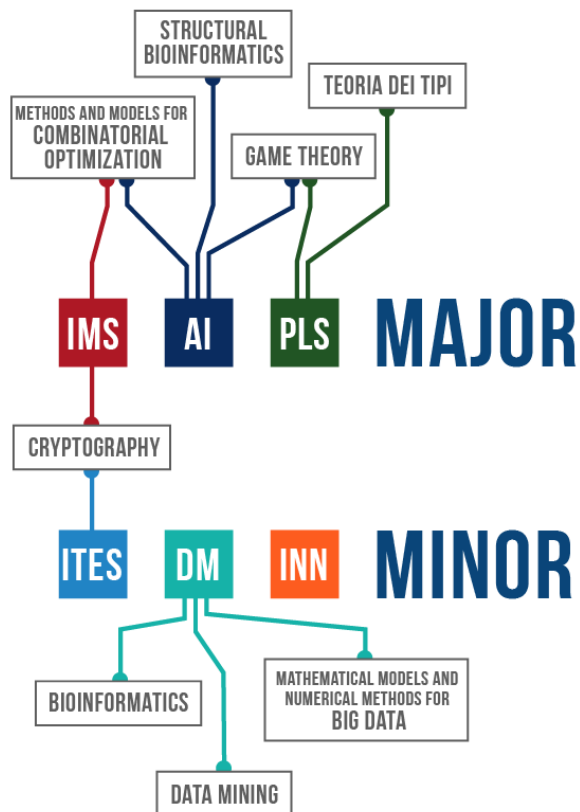 STRUCTURAL
BIOINFORMATICS
TEORIA DEI TIPI
METHODS AND MODELS FOR
COMBINATORIAL
OPTIMIZATION
GAME THEORY
IMS
AI
PLS
MAJOR
CRYPTOGRAPHY
ITES
DM
INN
MINOR
BIOINFORMATICS
MATHEMATICAL MODELS AND
NUMERICAL METHODS FOR
BIG DATA
DATA MINING